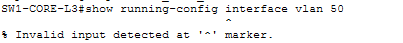 SW1-CORE-L3#show running-config interface vlan 50
^
% Invalid input detected at '^' marker.